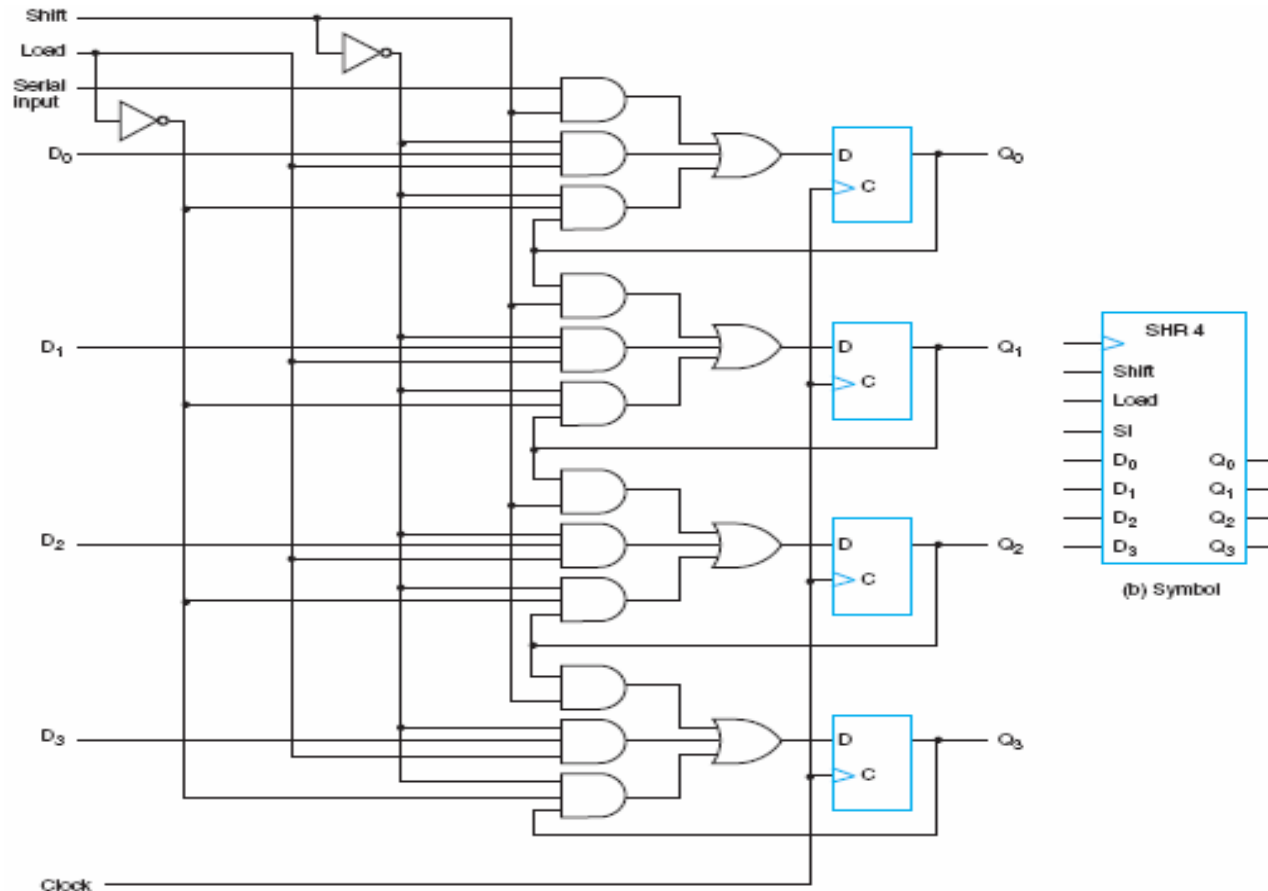 Shift
Load
Serial
input
D0
D C Q0
D1
D C Q1
D2
D C Q2
D3
D C Q3
Clock
SHR 4
Shift
Load
SI
D0 Q0
D1 Q1
D2 Q2
D3 Q3
(b) Symbol